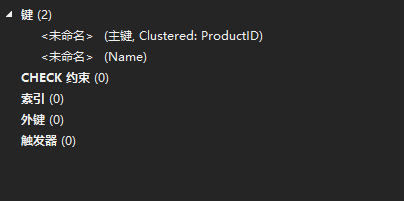 键 (2)
<未命名> (主键, Clustered: ProductID)
<未命名> (Name)
CHECK 约束 (0)
索引 (0)
外键 (0)
触发器 (0)